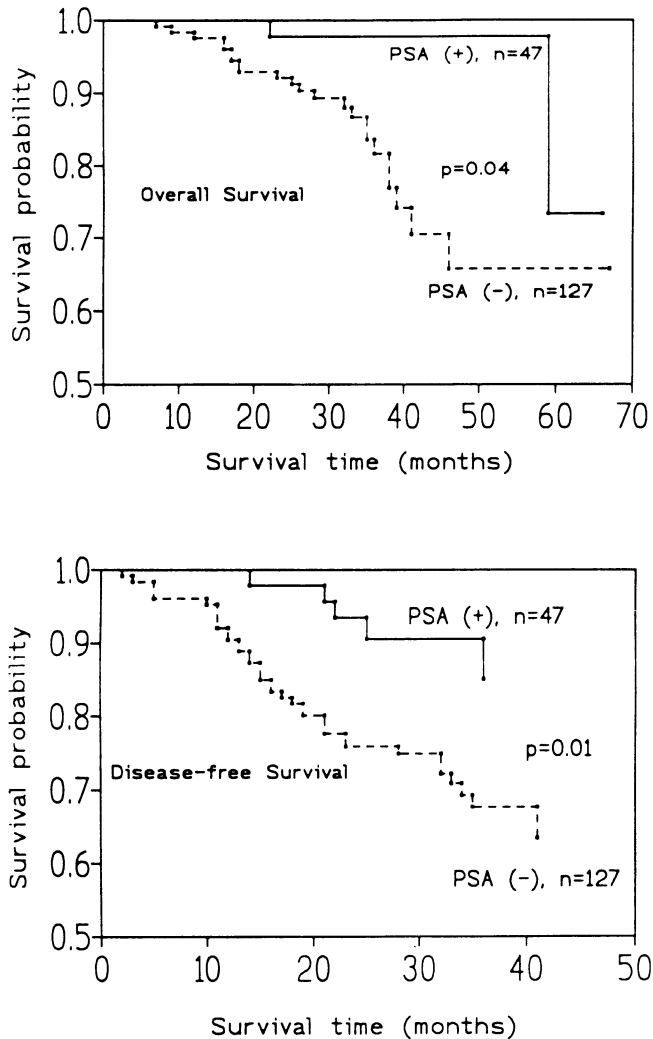 Survival probability
1.0
0.9
0.8
0.7
0.6
0.5
PSA (+), n=47
p=0.04
Overall Survival
PSA (-), n=127
0 10 20 30 40 50 60 70
Survival time (months)
Survival probability
1.0
0.9
0.8
0.7
0.6
0.5
PSA (+), n=47
p=0.01
Disease-free Survival
PSA (-), n=127
0 10 20 30 40 50
Survival time (months)